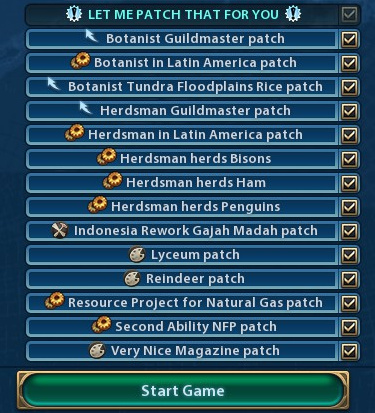 LET ME PATCH THAT FOR YOU
Botanist Guildmaster patch
Botanist in Latin America patch
Botanist Tundra Floodplains Rice patch
Herdsman Guildmaster patch
Herdsman in Latin America patch
Herdsman herds Bisons
Herdsman herds Ham
Herdsman herds Penguins
Indonesia Rework Gajah Madah patch
Lyceum patch
Reindeer patch
Resource Project for Natural Gas patch
Second Ability NFP patch
Very Nice Magazine patch
Start Game